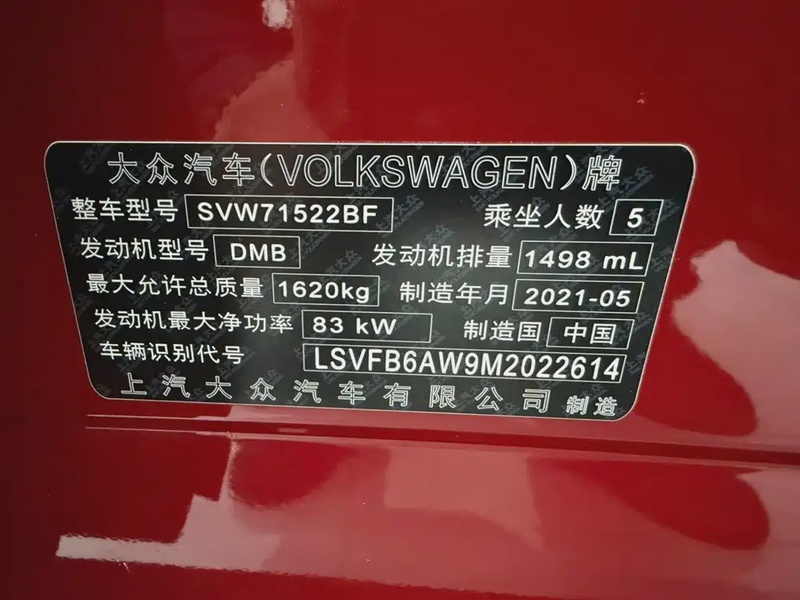 大众汽车(VOLKSWAGEN)牌
整车型号 SVW71522BF 乘坐人数 5
发动机型号 DMB 发动机排量 1498 mL
最大允许总质量 1620kg 制造年月 2021-05
发动机最大净功率 83 kW 制造国 中国
车辆识别代号 LSVFB6AW9M2022614
上汽大众汽车有限公司 制造